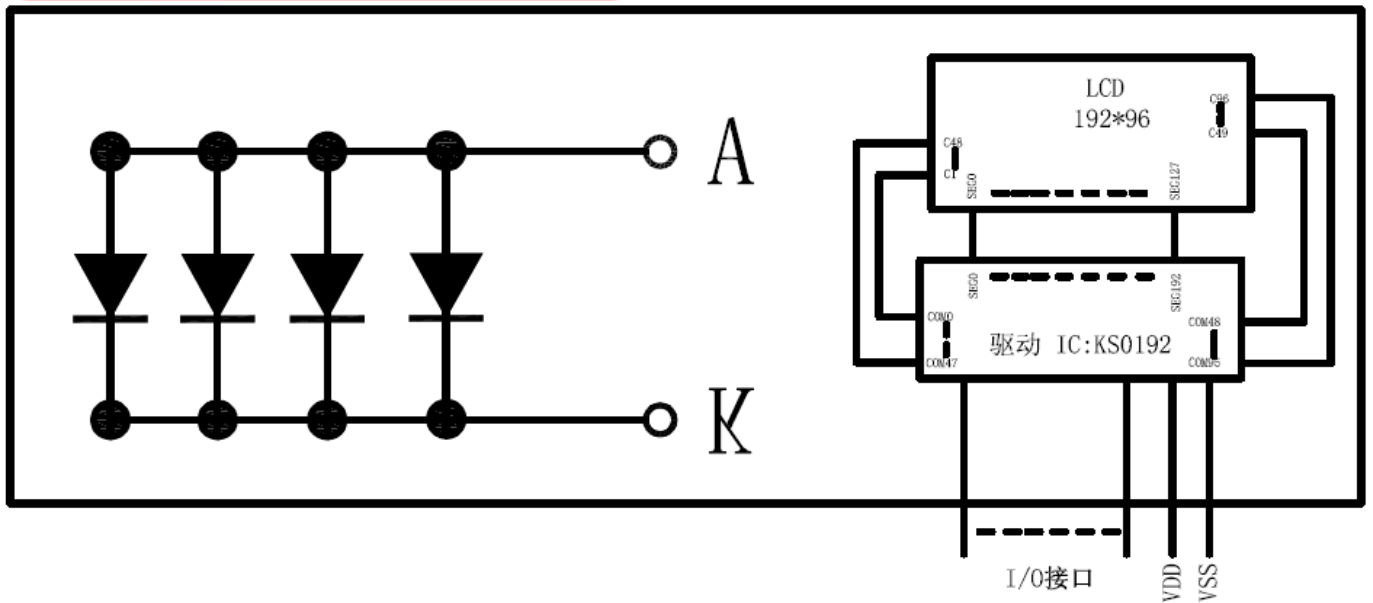 A
K
LCD
192*96
C96
C49
C48
C1
SEG0
SEG127
SEG0
SEG192
COM0
COM47
驱动 IC:KS0192
COM48
COM95
I/O接口
VDD
VSS